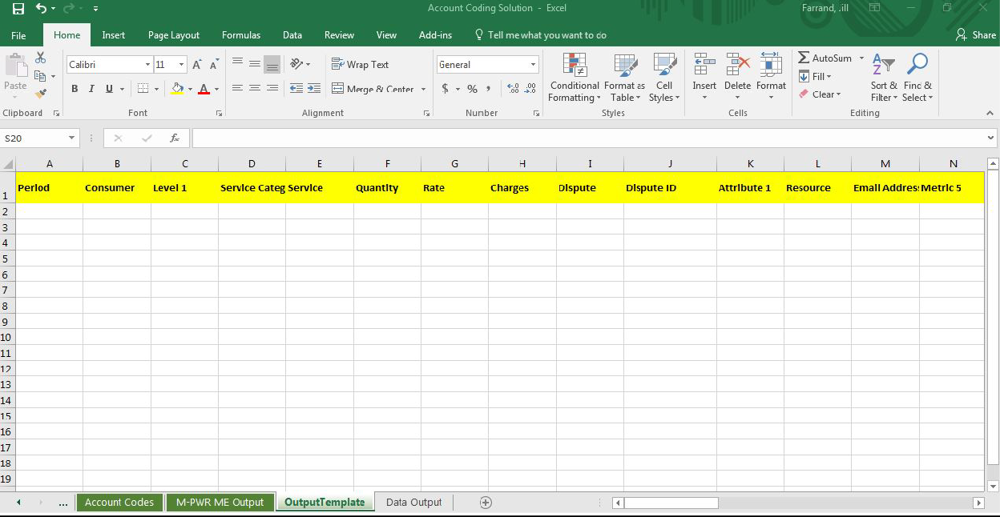 Account Coding Solution - Excel
Farrand, .ill
File Home Insert Page Layout Formulas Data Review View Add-ins Tell me what you want to do Share
Paste
Calibri 11
Wrap Text
General
B I U A A A
Merge & Center
$ % ,
Conditional Formatting
Format as Table
Cell Styles
Insert Delete Format
AutoSum
Fill
Clear
Sort & Filter
Finc & Select
Clipboard Font Alignment Number Styles Cells Editing
S20 fx
A B C D E F G H I J K L M N
1 Period Consumer Level 1 Service Categ Service Quantity Rate Charges Dispute Dispute ID Attribute 1 Resource Email Address Metric 5
2
3
4
5
6
7
8
9
10
11
12
13
14
15
16
17
18
19
... Account Codes M-PWR ME Output OutputTemplate Data Output